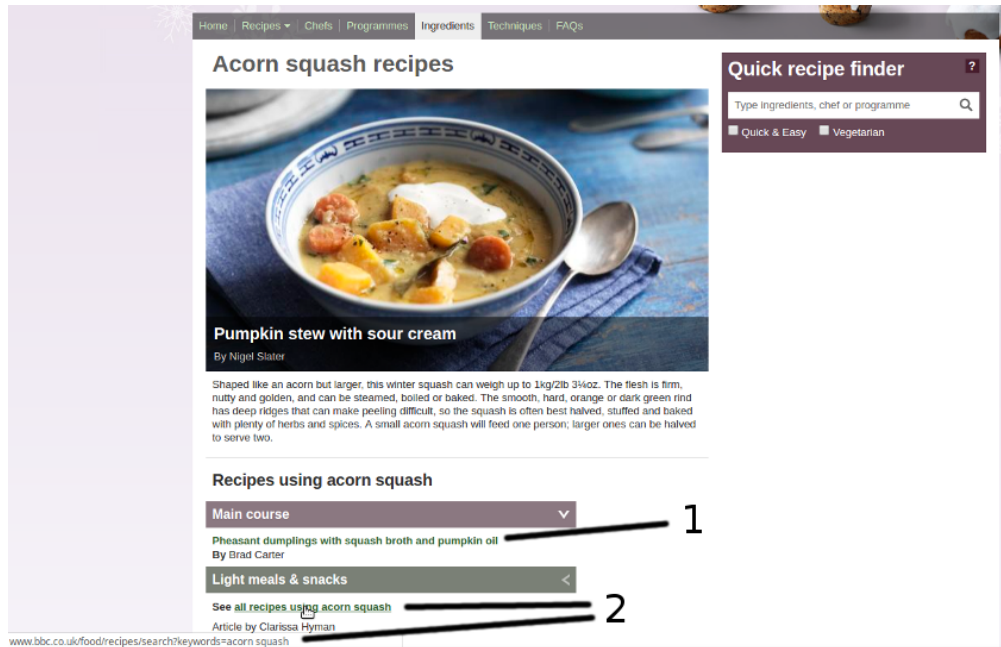 Home Recipes Chefs Programmes Ingredients Techniques FAQs
Acorn squash recipes
Quick recipe finder
?
Type ingredients, chef or programme
Quick & Easy Vegetarian
Pumpkin stew with sour cream
By Nigel Slater
Shaped like an acorn but larger, this winter squash can weigh up to 1kg/2lb 3¼oz. The flesh is firm,
nutty and golden, and can be steamed, boiled or baked. The smooth, hard, orange or dark green rind
has deep ridges that can make peeling difficult, so the squash is often best halved, stuffed and baked
with plenty of herbs and spices. A small acorn squash will feed one person; larger ones can be halved
to serve two.
Recipes using acorn squash
Main course
Pheasant dumplings with squash broth and pumpkin oil
1
By Brad Carter
Light meals & snacks
See all recipes using acorn squash
2
Article by Clarissa Hyman
www.bbc.co.uk/food/recipes/search?keywords=acorn squash